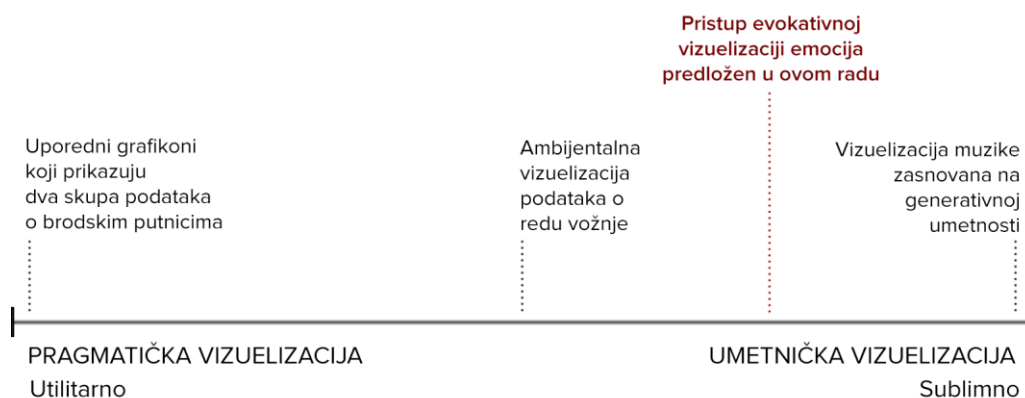 Pristup evokativnoj
vizuelizaciji emocija
predložen u ovom radu
Uporedni grafikoni
koji prikazuju
dva skupa podataka
o brodskim putnicima
Ambijentalna
vizuelizacija
podataka o
redu vožnje
Vizuelizacija muzike
zasnovana na
generativnoj
umetnosti
PRAGMATIČKA VIZUELIZACIJA
Utilitarno
UMETNIČKA VIZUELIZACIJA
Sublimno